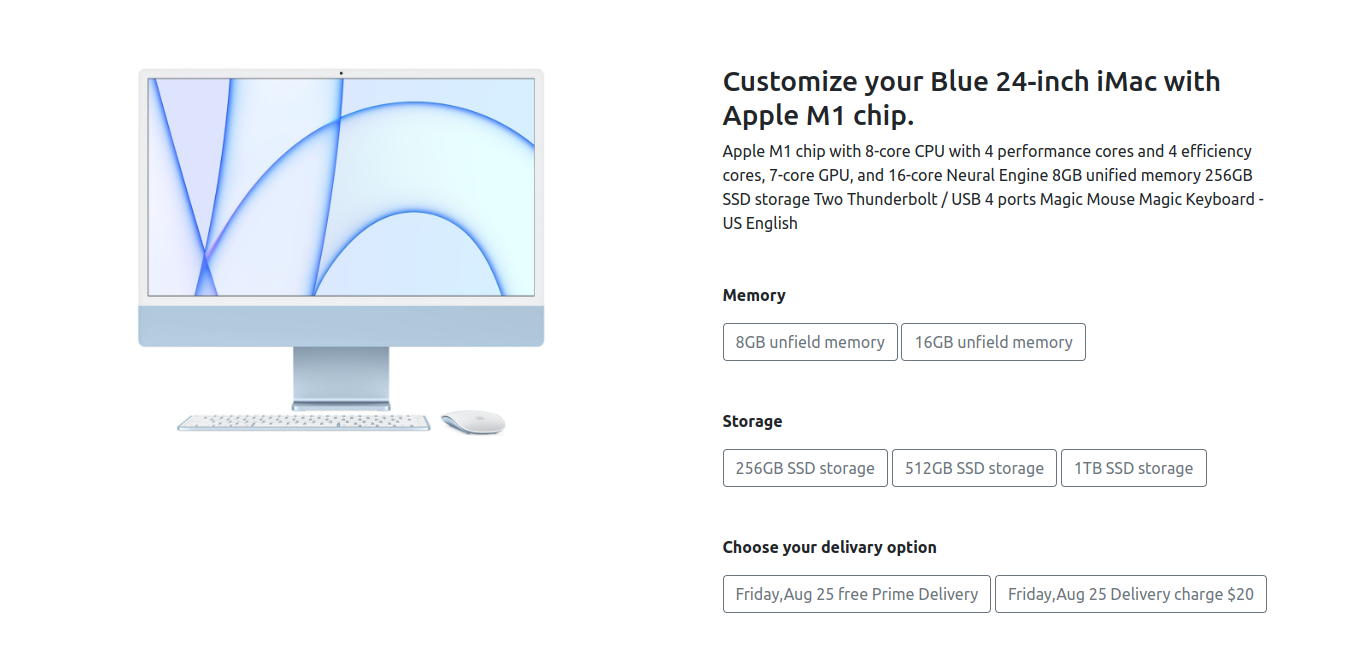 Customize your Blue 24-inch iMac with
Apple M1 chip.
Apple M1 chip with 8-core CPU with 4 performance cores and 4 efficiency
cores, 7-core GPU, and 16-core Neural Engine 8GB unified memory 256GB
SSD storage Two Thunderbolt / USB 4 ports Magic Mouse Magic Keyboard -
US English
Memory
8GB unfield memory 16GB unfield memory
Storage
256GB SSD storage 512GB SSD storage 1TB SSD storage
Choose your delivary option
Friday,Aug 25 free Prime Delivery Friday,Aug 25 Delivery charge $20